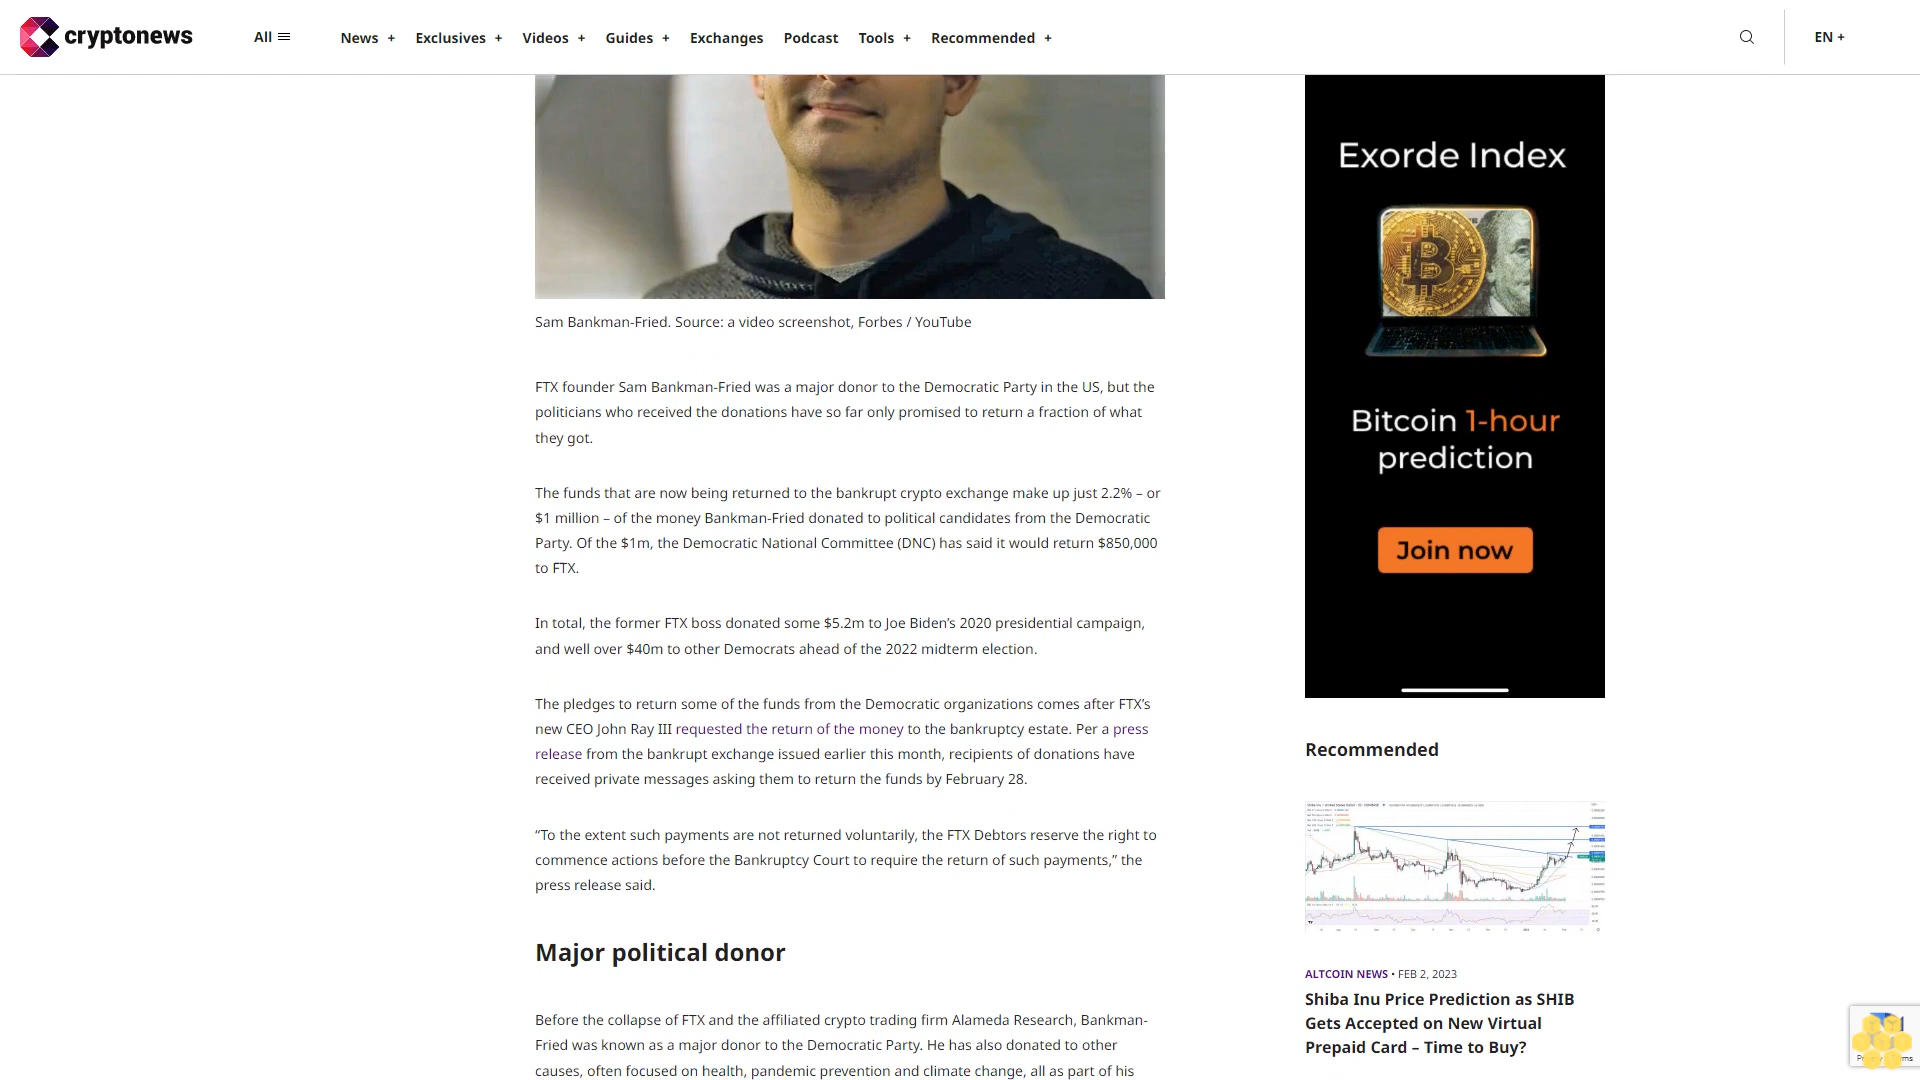 cryptonews
All
News +
Exclusives +
Videos +
Guides +
Exchanges
Podcast
Tools +
Recommended +
EN +
Sam Bankman-Fried. Source: a video screenshot, Forbes / YouTube
FTX founder Sam Bankman-Fried was a major donor to the Democratic Party in the US, but the
politicians who received the donations have so far only promised to return a fraction of what
they got.
The funds that are now being returned to the bankrupt crypto exchange make up just 2.2% – or
$1 million – of the money Bankman-Fried donated to political candidates from the Democratic
Party. Of the $1m, the Democratic National Committee (DNC) has said it would return $850,000
to FTX.
In total, the former FTX boss donated some $5.2m to Joe Biden’s 2020 presidential campaign,
and well over $40m to other Democrats ahead of the 2022 midterm election.
The pledges to return some of the funds from the Democratic organizations comes after FTX’s
new CEO John Ray III requested the return of the money to the bankruptcy estate. Per a press
release from the bankrupt exchange issued earlier this month, recipients of donations have
received private messages asking them to return the funds by February 28.
“To the extent such payments are not returned voluntarily, the FTX Debtors reserve the right to
commence actions before the Bankruptcy Court to require the return of such payments,” the
press release said.
Major political donor
Before the collapse of FTX and the affiliated crypto trading firm Alameda Research, Bankman-
Fried was known as a major donor to the Democratic Party. He has also donated to other
causes, often focused on health, pandemic prevention and climate change, all as part of his
Exorde Index
Bitcoin 1-hour
prediction
Join now
Recommended
ALTCOIN NEWS • FEB 2, 2023
Shiba Inu Price Prediction as SHIB
Gets Accepted on New Virtual
Prepaid Card – Time to Buy?